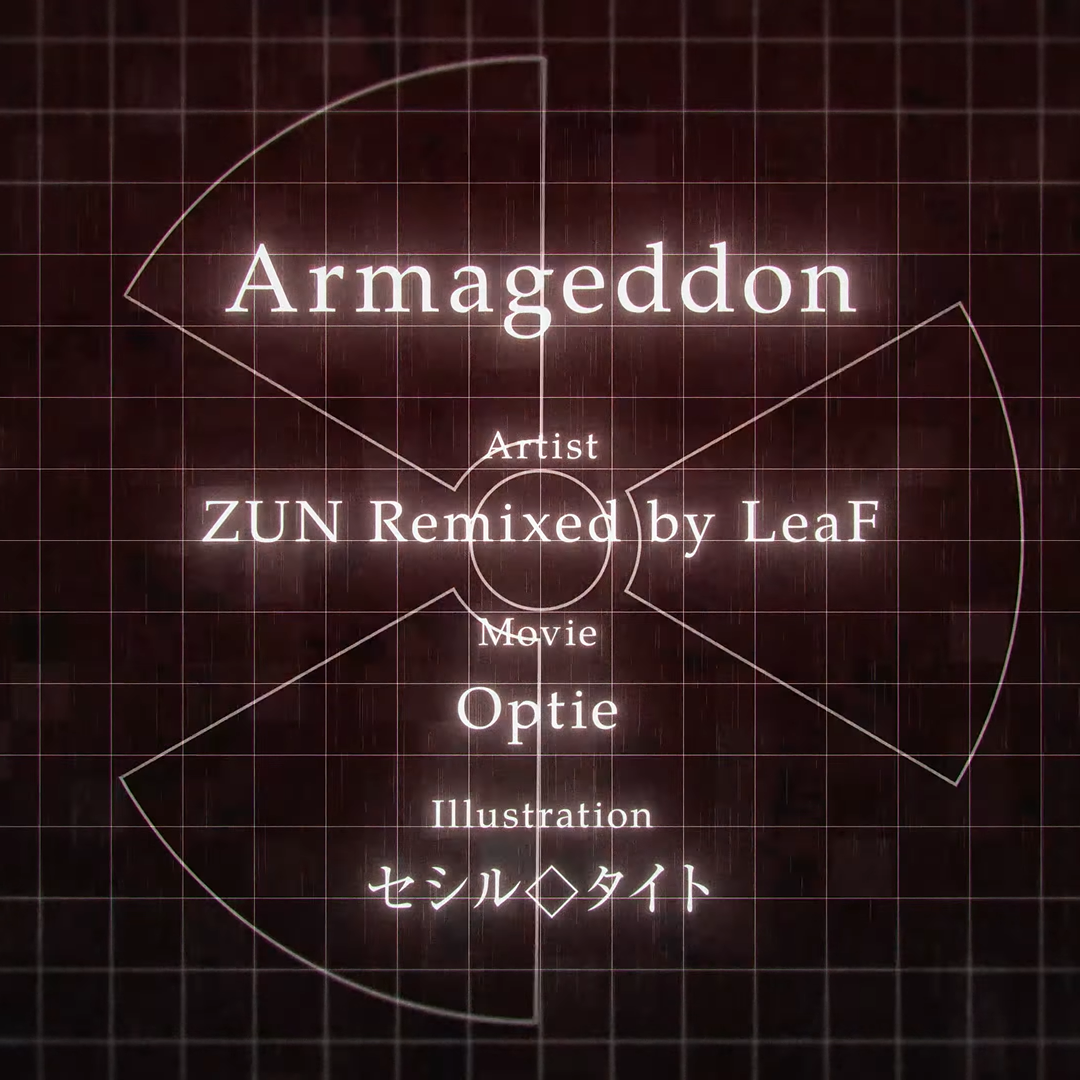 Armageddon
Artist
ZUN Remixed by LeaF
Movie
Optie
Illustration
セシル◇タイト